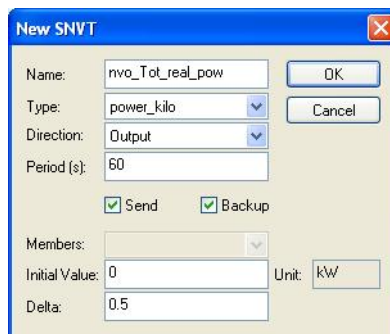 New SNVT
Name: nvo_Tot_real_pow OK
Type: power_kilo Cancel
Direction: Output
Period (s): 60
Send Backup
Members:
Initial Value: 0 Unit: kW
Delta: 0.5